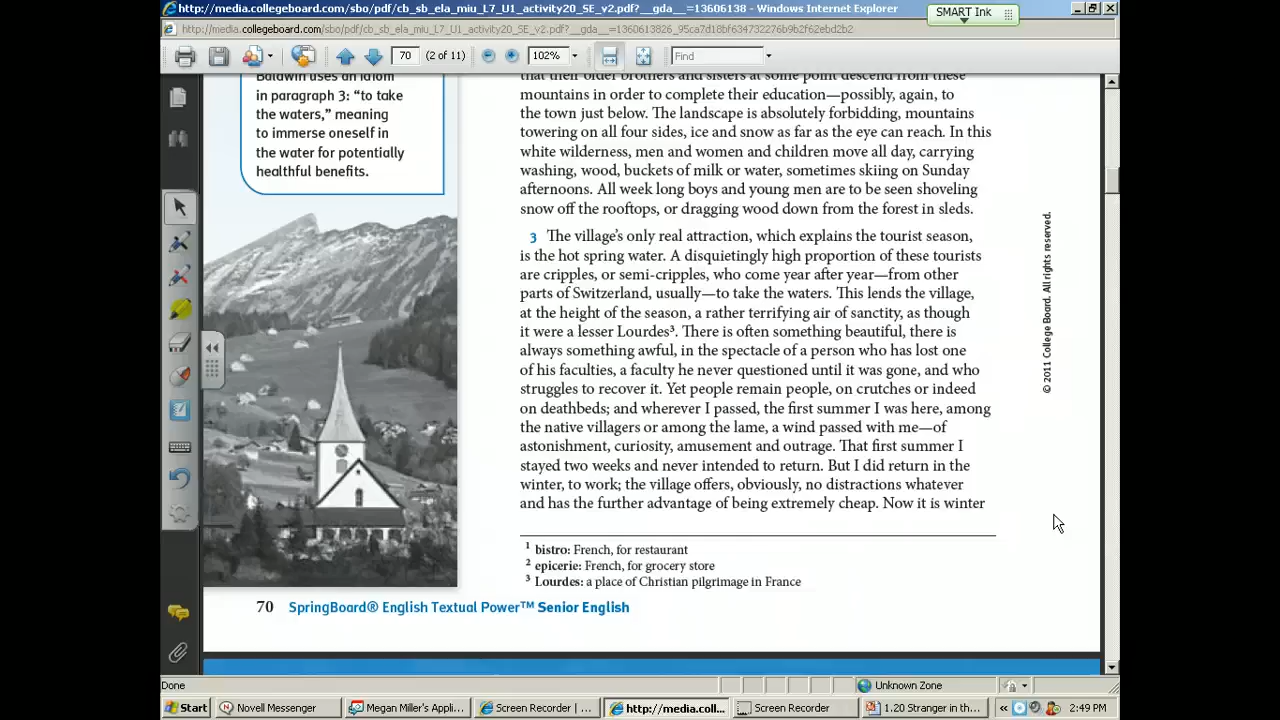 http://media.collegeboard.com/sbo/pdf/cb_sb_ela_miu_L7_U1_activity20_SE_v2.pdf?__gda__=13606138 - Windows Internet Explorer
SMART Ink
http://media.collegeboard.com/sbo/pdf/cb_sb_ela_miu_L7_U1_activity20_SE_v2.pdf?__gda__=1360613826_95ca7d18bf634732276b9b2f62ebd2b2
70 (2 of 11) 102% Find
Baldwin uses an idiom
in paragraph 3: “to take
the waters,” meaning
to immerse oneself in
the water for potentially
healthful benefits.
that their older brothers and sisters at some point descend from these
mountains in order to complete their education—possibly, again, to
the town just below. The landscape is absolutely forbidding, mountains
towering on all four sides, ice and snow as far as the eye can reach. In this
white wilderness, men and women and children move all day, carrying
washing, wood, buckets of milk or water, sometimes skiing on Sunday
afternoons. All week long boys and young men are to be seen shoveling
snow off the rooftops, or dragging wood down from the forest in sleds.
3 The village’s only real attraction, which explains the tourist season,
is the hot spring water. A disquietingly high proportion of these tourists
are cripples, or semi-cripples, who come year after year—from other
parts of Switzerland, usually—to take the waters. This lends the village,
at the height of the season, a rather terrifying air of sanctity, as though
it were a lesser Lourdes³. There is often something beautiful, there is
always something awful, in the spectacle of a person who has lost one
of his faculties, a faculty he never questioned until it was gone, and who
struggles to recover it. Yet people remain people, on crutches or indeed
on deathbeds; and wherever I passed, the first summer I was here, among
the native villagers or among the lame, a wind passed with me—of
astonishment, curiosity, amusement and outrage. That first summer I
stayed two weeks and never intended to return. But I did return in the
winter, to work; the village offers, obviously, no distractions whatever
and has the further advantage of being extremely cheap. Now it is winter
© 2011 College Board. All rights reserved.
1 bistro: French, for restaurant
2 epicerie: French, for grocery store
3 Lourdes: a place of Christian pilgrimage in France
70 SpringBoard® English Textual Power™ Senior English
Done Unknown Zone
Start Novell Messenger Megan Miller's Appli... Screen Recorder | ... http://media.coll... Screen Recorder 1.20 Stranger in th... « 2:49 PM